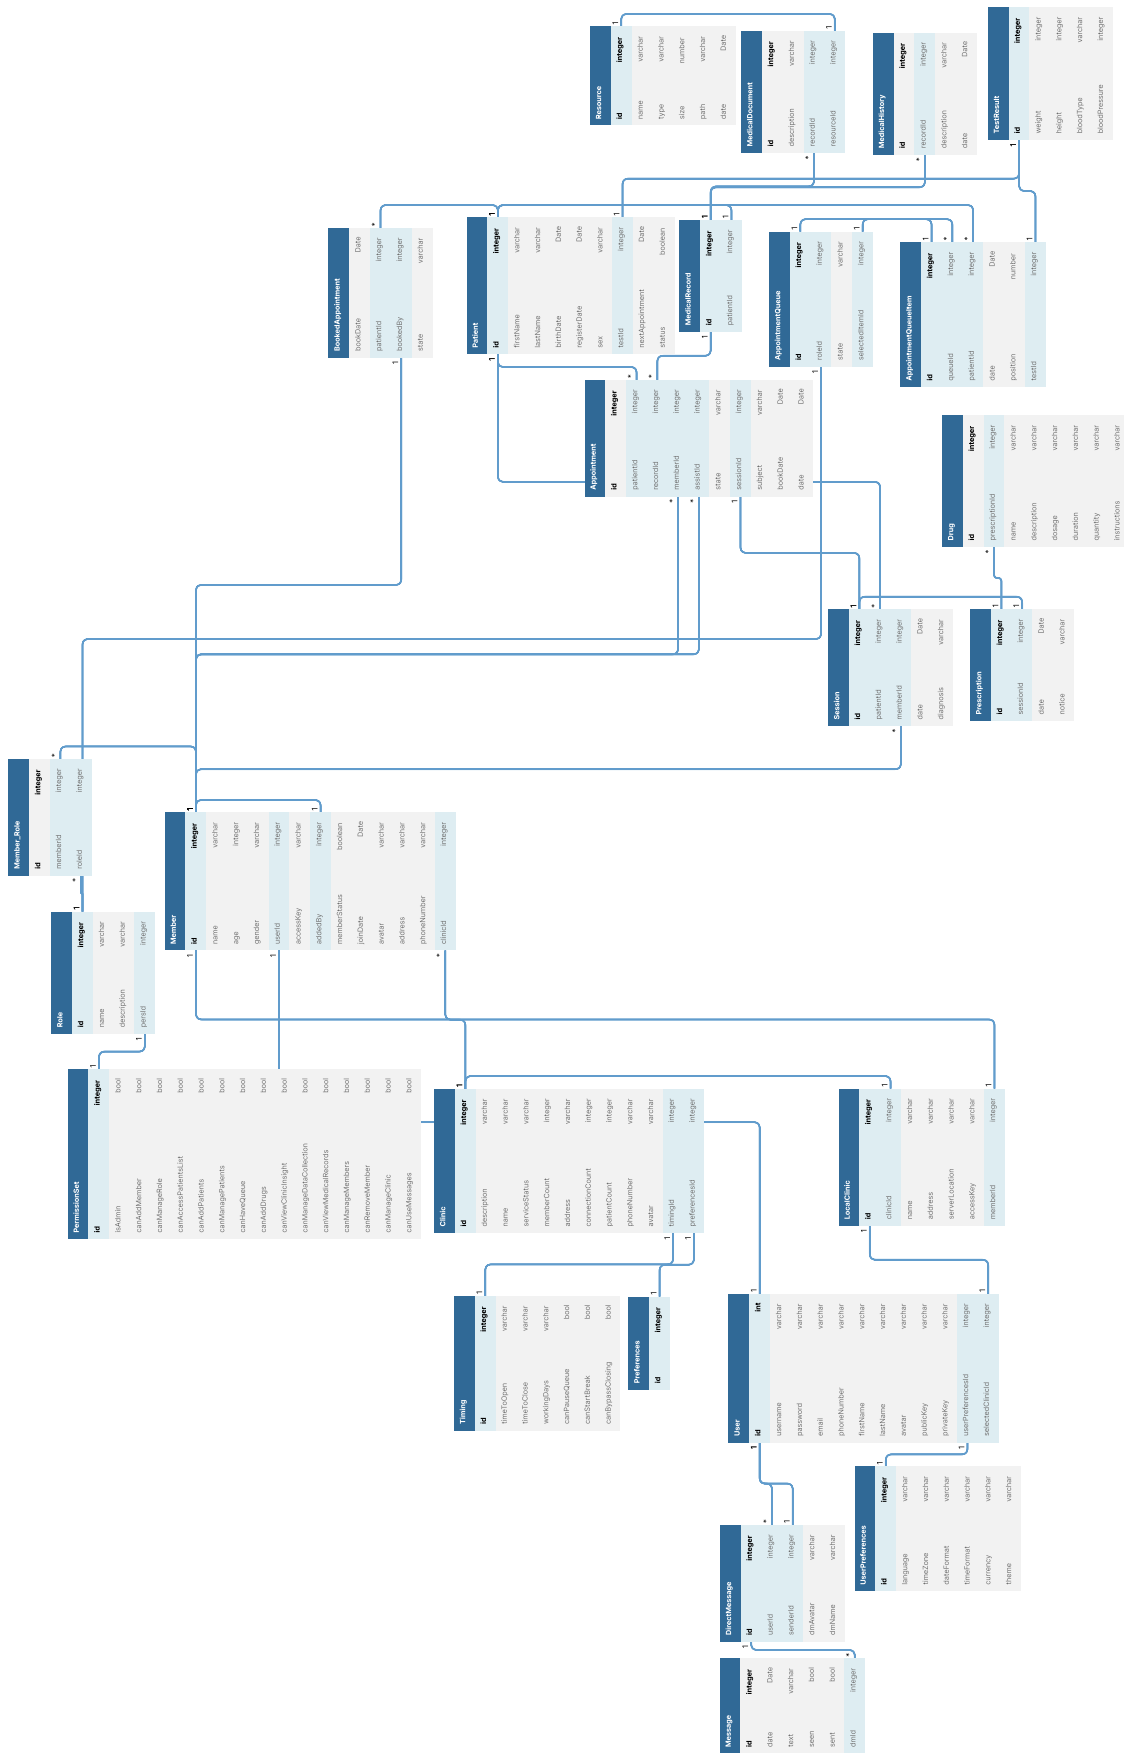 Resource
id integer
name varchar
type varchar
size number
path varchar
date Date
MedicalDocument
id integer
description varchar
recordId integer
resourceId integer
MedicalHistory
id integer
recordId integer
description varchar
date Date
TestResult
id integer
weight integer
height integer
bloodType varchar
bloodPressure integer
BookedAppointment
bookDate Date
patientId integer
bookedBy integer
state varchar
Patient
id integer
firstName varchar
lastName varchar
birthDate Date
registerDate Date
sex varchar
testId integer
nextAppointment Date
status boolean
MedicalRecord
id integer
patientId integer
AppointmentQueue
id integer
roleId integer
state varchar
selectedItemId integer
AppointmentQueueItem
id integer
queueId integer
patientId integer
date Date
position number
testId integer
Appointment
id integer
patientId integer
recordId integer
memberId integer
assistId integer
state varchar
sessionId integer
subject varchar
bookDate Date
date Date
Drug
id integer
prescriptionId integer
name varchar
description varchar
dosage varchar
duration varchar
quantity varchar
instructions varchar
Session
id integer
patientId integer
memberId integer
date Date
diagnosis varchar
Prescription
id integer
sessionId integer
date Date
notice varchar
Member_Role
id integer
memberId integer
roleId integer
Member
id integer
name varchar
age integer
gender varchar
userId integer
accessKey varchar
addedBy integer
memberStatus boolean
joinDate Date
avatar varchar
address varchar
phoneNumber varchar
clinicId integer
Role
id integer
name varchar
description varchar
persId integer
PermissionSet
id integer
isAdmin bool
canAddMember bool
canManageRole bool
canAccessPatientsList bool
canAddPatients bool
canManagePatients bool
canHaveQueue bool
canAddDrugs bool
canViewClinicInsight bool
canManageDataCollection bool
canViewMedicalRecords bool
canManageMembers bool
canRemoveMember bool
canManageClinic bool
canUseMessages bool
Clinic
id integer
description varchar
name varchar
serviceStatus varchar
memberCount integer
address varchar
connentionCount integer
patientCount integer
phoneNumber varchar
avatar varchar
timingId integer
preferencesId integer
LocalClinic
id integer
clinicId integer
name varchar
address varchar
serverLocation varchar
accessKey varchar
memberId integer
Timing
id integer
timeToOpen varchar
timeToClose varchar
workingDays varchar
canPauseQueue bool
canStartBreak bool
canBypassClosing bool
Preferences
id integer
User
id int
username varchar
password varchar
email varchar
phoneNumber varchar
firstName varchar
lastName varchar
avatar varchar
publicKey varchar
privateKey varchar
userPreferencesId integer
selectedClinicId integer
UserPreferences
id integer
language varchar
timeZone varchar
dateFormat varchar
timeFormat varchar
currency varchar
theme varchar
DirectMessage
id integer
userId integer
senderId integer
dmAvatar varchar
dmName varchar
Message
id integer
date Date
text varchar
seen bool
sent bool
dmId integer